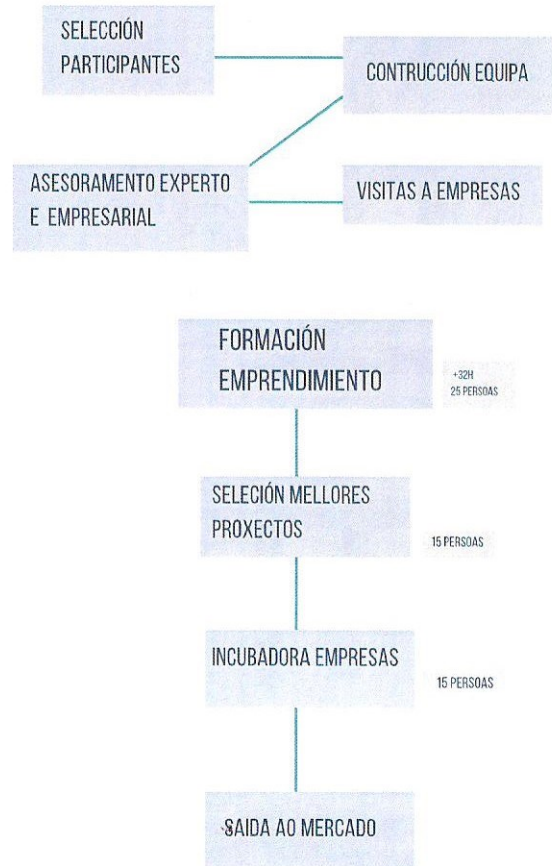 SELECCIÓN
PARTICIPANTES
CONTRUCCIÓN EQUIPA
ASESORAMENTO EXPERTO
E EMPRESARIAL
VISITAS A EMPRESAS
FORMACIÓN
EMPRENDIMIENTO
+32H
25 PERSOAS
SELECIÓN MELLORES
PROXECTOS
15 PERSOAS
INCUBADORA EMPRESAS
15 PERSOAS
SAIDA AO MERCADO